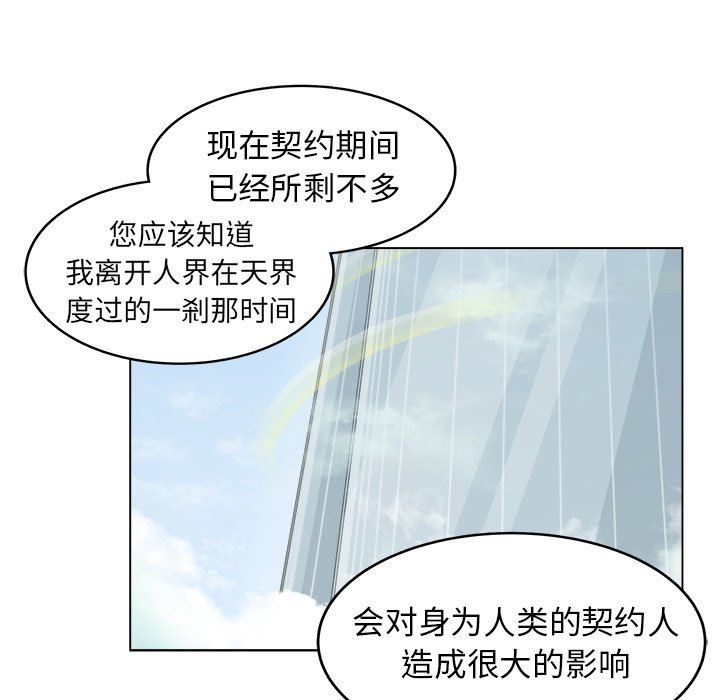 现在契约期间
已经所剩不多
您应该知道
我离开人界在天界
度过的一剎那时间
会对身为人类的契约人
造成很大的影响